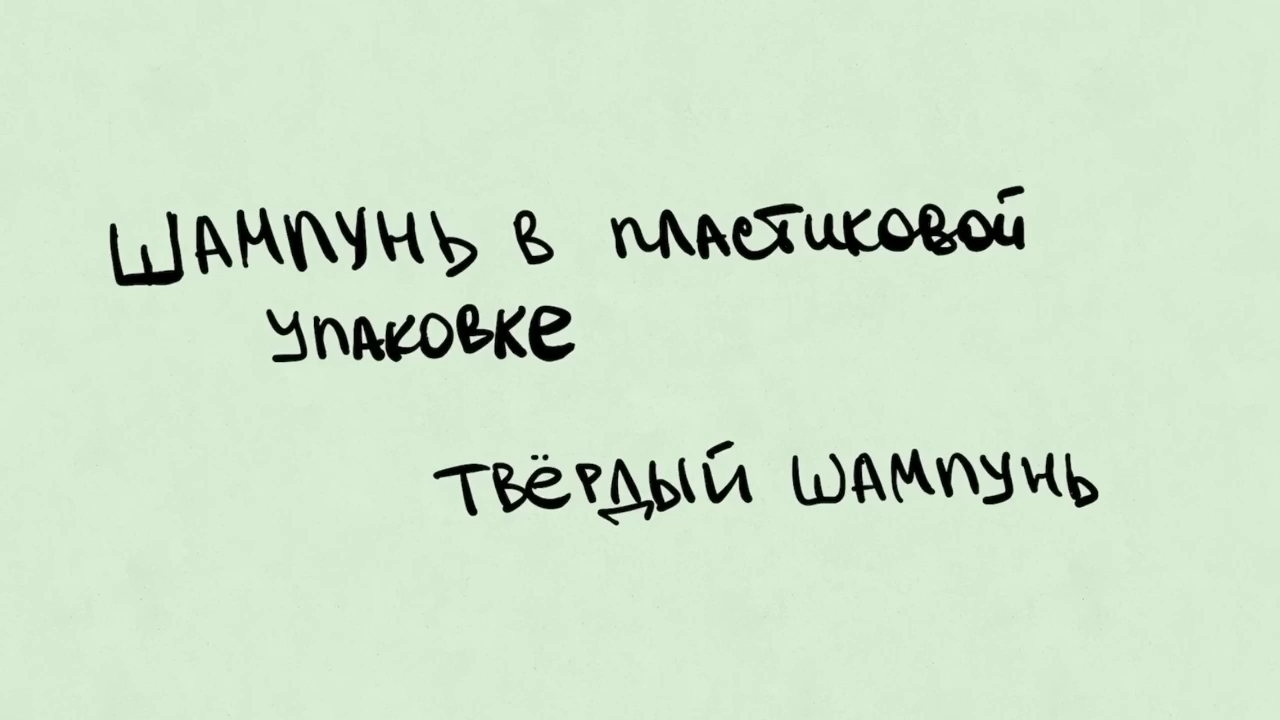 Шампунь в пластиковой
упаковке
твёрдый шампунь